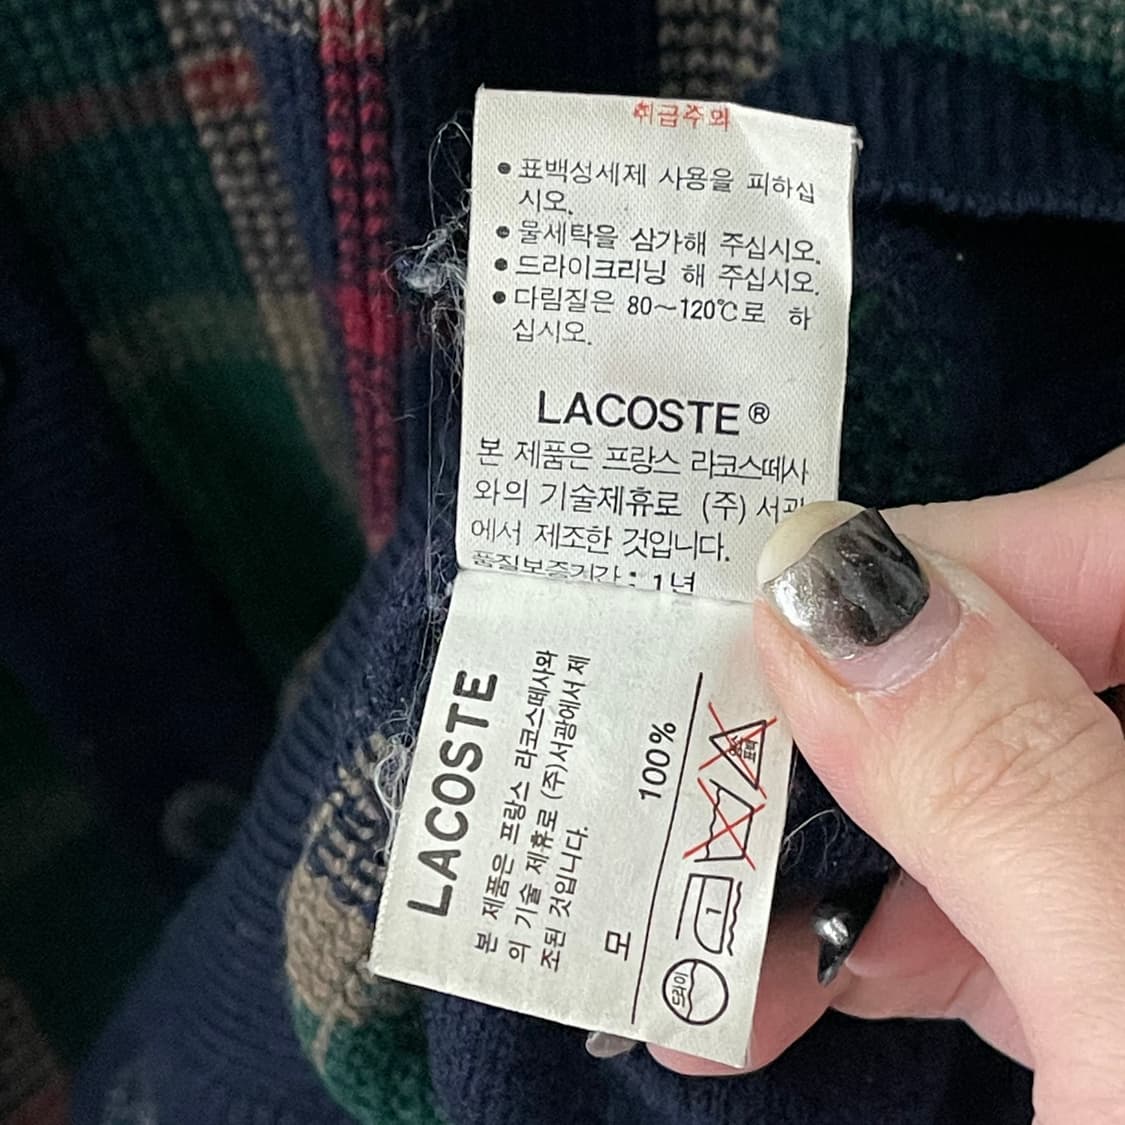 취급주의
● 표백성세제 사용을 피하십
시오.
● 물세탁을 삼가해 주십시오.
● 드라이크리닝 해 주십시오.
● 다림질은 80~120℃로 하
십시오.
LACOSTE®
본 제품은 프랑스 라코스떼사
와의 기술제휴로 (주) 서광
에서 제조한 것입니다.
품질보증기간 : 1년
LACOSTE
본 제품은 프랑스 라코스떼사와
의 기술 제휴로 (주)서광에서 제
조된 것입니다.
모 100%
드라이
1